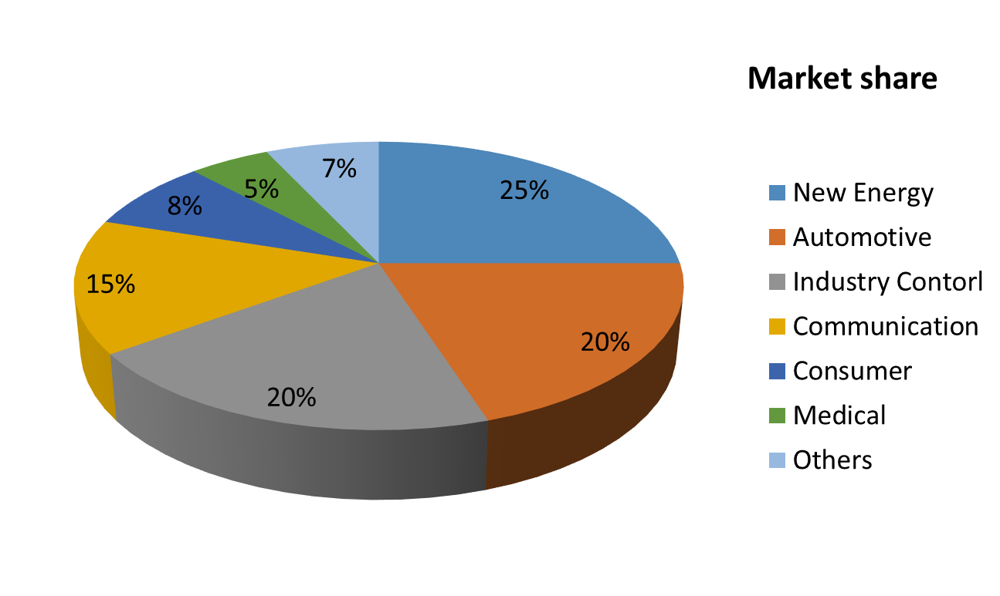 Market share
7%
25%
5%
8%
15%
20%
20%
New Energy
Automotive
Industry Contorl
Communication
Consumer
Medical
Others